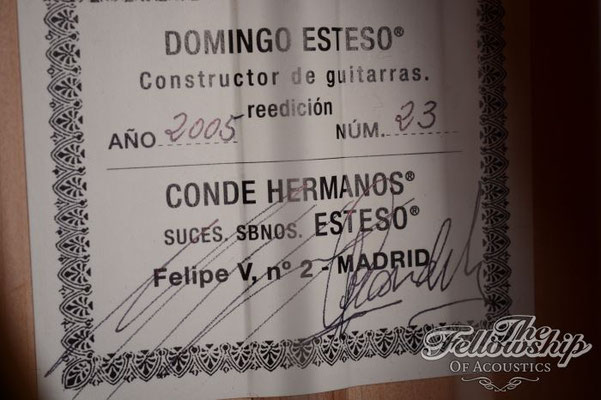 DOMINGO ESTESO®
Constructor de guitarras.
reedición
AÑO 2005 NÚM. 23
CONDE HERMANOS®
SUCES. SBNOS. ESTESO®
Felipe V, nº 2 - MADRID
The
Fellowship
OF ACOUSTICS